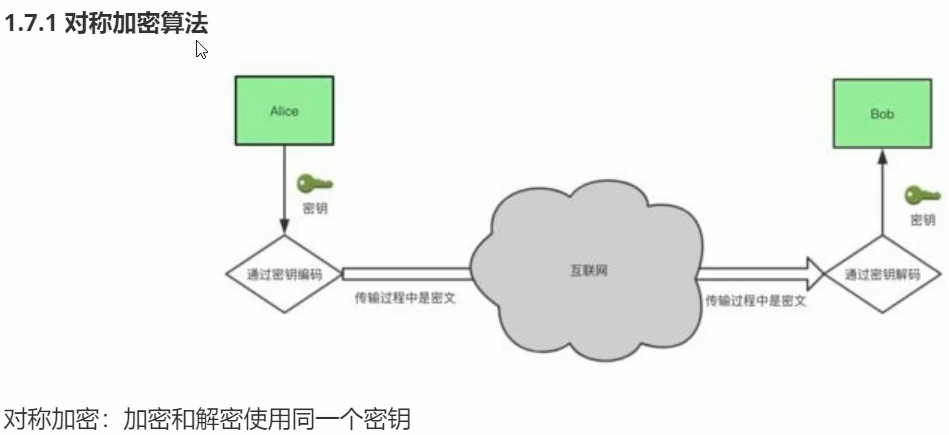 1.7.1 对称加密算法
Alice
Bob
密钥
密钥
通过密钥编码
互联网
通过密钥解码
传输过程中是密文
传输过程中是密文
对称加密：加密和解密使用同一个密钥